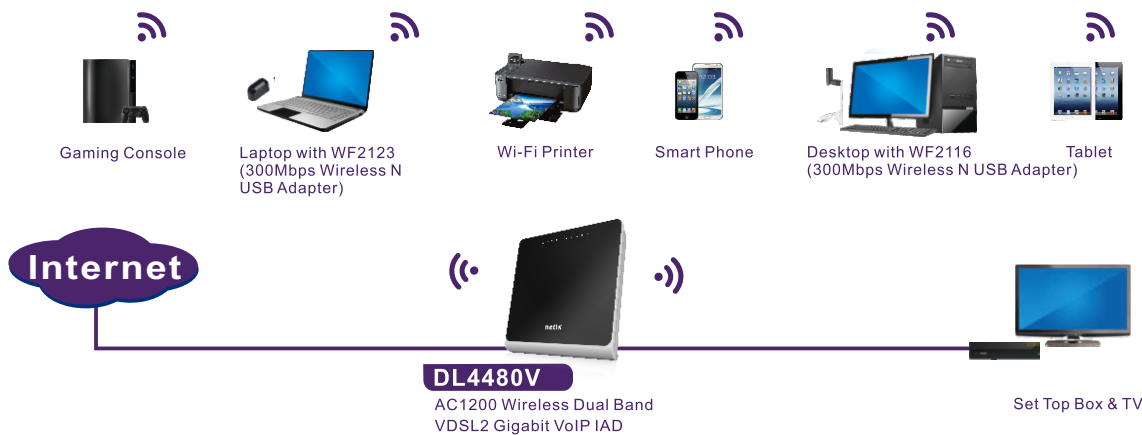 Gaming Console
Laptop with WF2123
(300Mbps Wireless N
USB Adapter)
Wi-Fi Printer
Smart Phone
Desktop with WF2116
(300Mbps Wireless N USB Adapter)
Tablet
Internet
netis
DL4480V
AC1200 Wireless Dual Band
VDSL2 Gigabit VoIP IAD
Set Top Box & TV